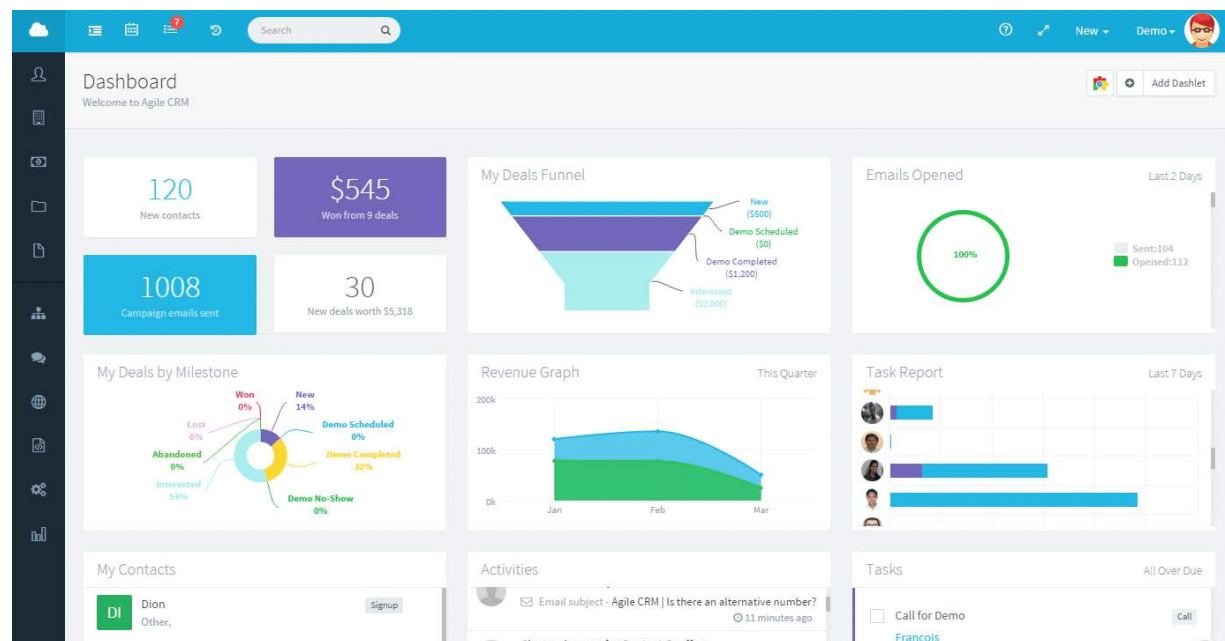 7
Search
New
Demo
Dashboard
Welcome to Agile CRM
Add Dashlet
120
New contacts
$545
Won from 9 deals
1008
Campaign emails sent
30
New deals worth $5,318
My Deals Funnel
New
($500)
Demo Scheduled
($0)
Demo Completed
($1,200)
Interested
($2,000)
Emails Opened
Last 2 Days
100%
Sent:104
Opened:112
My Deals by Milestone
Won
0%
New
14%
Lost
0%
Demo Scheduled
0%
Abandoned
0%
Demo Completed
32%
Interested
54%
Demo No-Show
0%
Revenue Graph
This Quarter
200k
100k
0k
Jan Feb Mar
Task Report
Last 7 Days
My Contacts
DI
Dion
Other,
Signup
Activities
Email subject - Agile CRM | Is there an alternative number?
11 minutes ago
Tasks
All Over Due
Call for Demo
Call
Francois